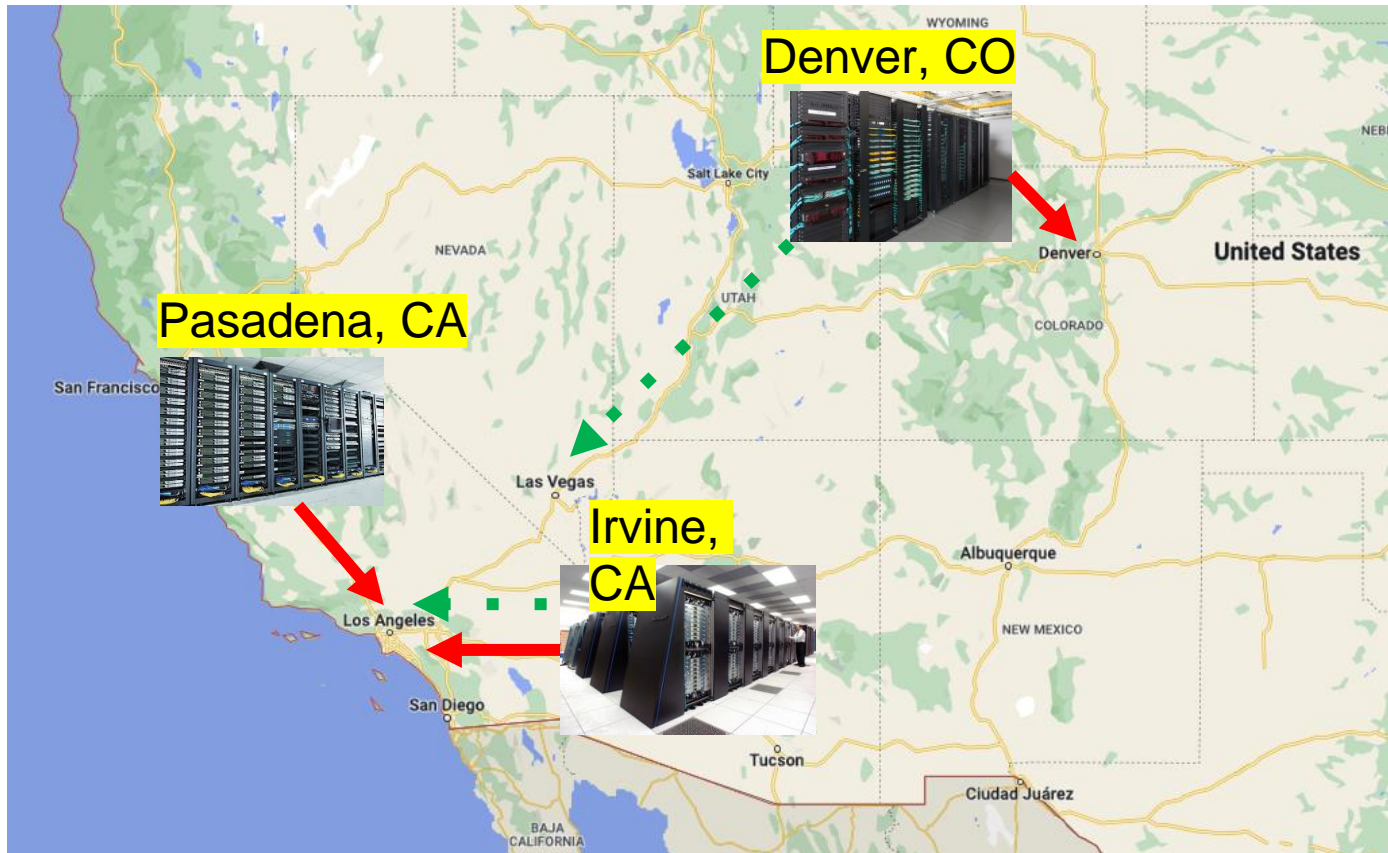 WYOMING
Denver, CO
NEB
Salt Lake City
NEVADA
Denver
United States
UTAH
Pasadena, CA
COLORADO
San Francisco
Las Vegas
Irvine,
CA
Albuquerque
Los Angeles
NEW MEXICO
San Diego
Tucson
Ciudad Juárez
BAJA
CALIFORNIA